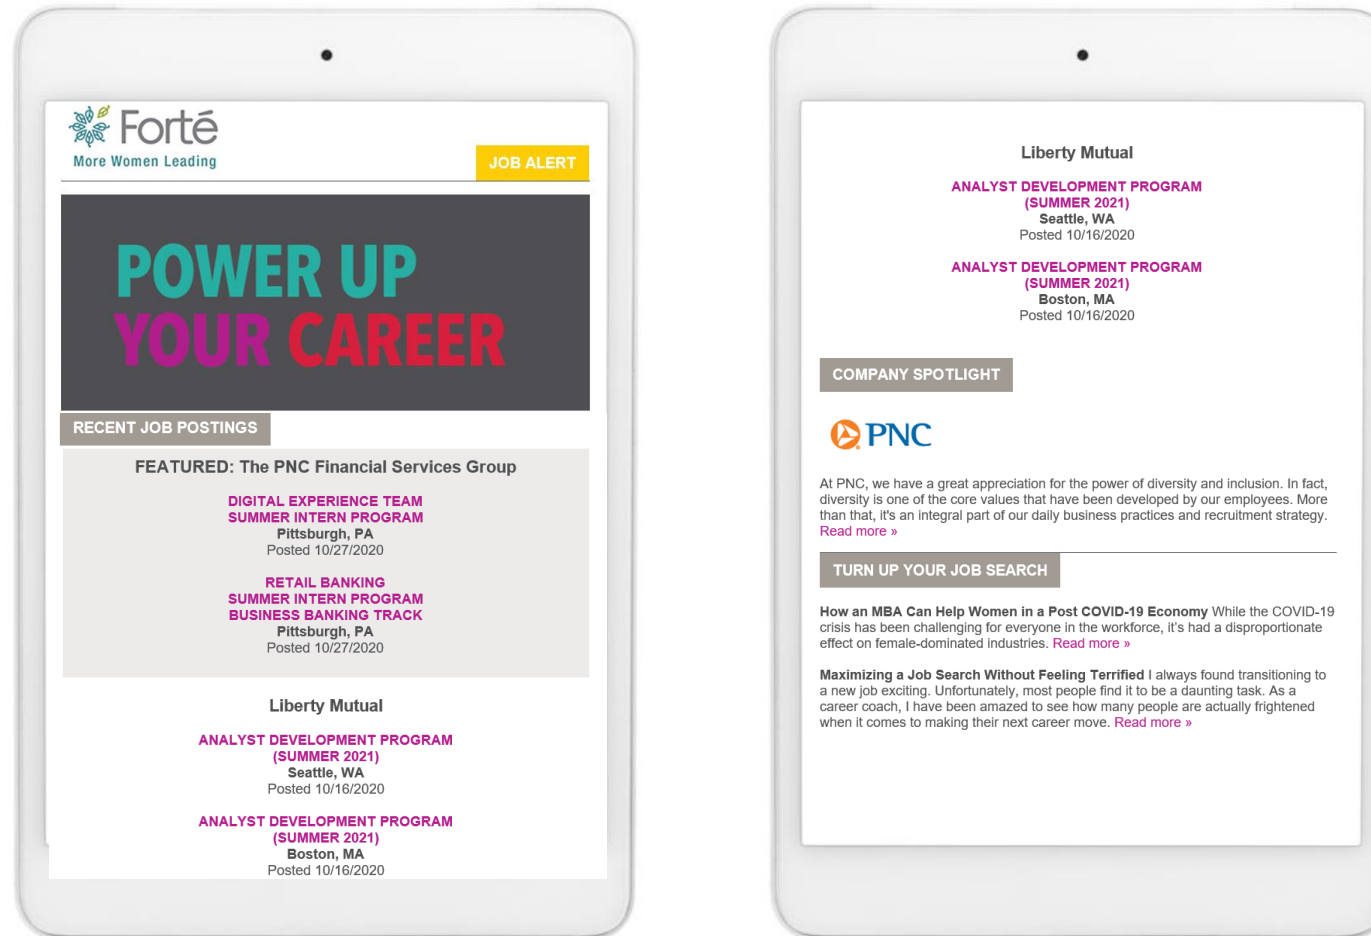 Forté
More Women Leading
JOB ALERT
POWER UP
YOUR CAREER
RECENT JOB POSTINGS
FEATURED: The PNC Financial Services Group
DIGITAL EXPERIENCE TEAM
SUMMER INTERN PROGRAM
Pittsburgh, PA
Posted 10/27/2020
RETAIL BANKING
SUMMER INTERN PROGRAM
BUSINESS BANKING TRACK
Pittsburgh, PA
Posted 10/27/2020
Liberty Mutual
ANALYST DEVELOPMENT PROGRAM
(SUMMER 2021)
Seattle, WA
Posted 10/16/2020
ANALYST DEVELOPMENT PROGRAM
(SUMMER 2021)
Boston, MA
Posted 10/16/2020
Liberty Mutual
ANALYST DEVELOPMENT PROGRAM
(SUMMER 2021)
Seattle, WA
Posted 10/16/2020
ANALYST DEVELOPMENT PROGRAM
(SUMMER 2021)
Boston, MA
Posted 10/16/2020
COMPANY SPOTLIGHT
PNC
At PNC, we have a great appreciation for the power of diversity and inclusion. In fact,
diversity is one of the core values that have been developed by our employees. More
than that, it's an integral part of our daily business practices and recruitment strategy.
Read more »
TURN UP YOUR JOB SEARCH
How an MBA Can Help Women in a Post COVID-19 Economy While the COVID-19
crisis has been challenging for everyone in the workforce, it's had a disproportionate
effect on female-dominated industries. Read more »
Maximizing a Job Search Without Feeling Terrified I always found transitioning to
a new job exciting. Unfortunately, most people find it to be a daunting task. As a
career coach, I have been amazed to see how many people are actually frightened
when it comes to making their next career move. Read more »